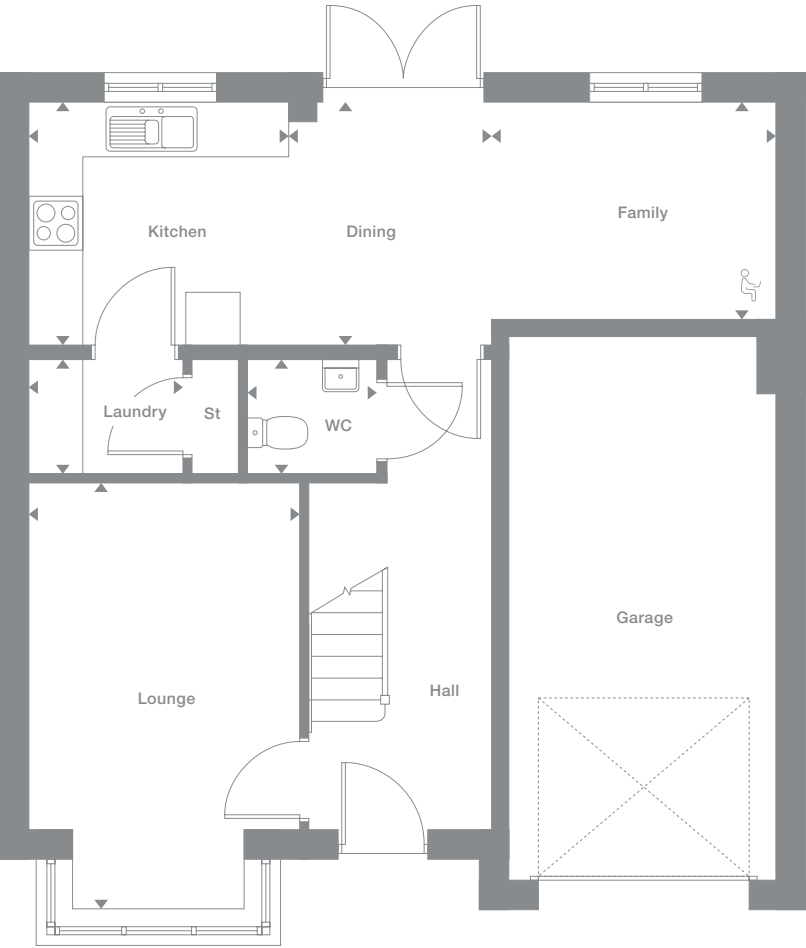 Family
Kitchen
Dining
Laundry
St
WC
Garage
Hall
Lounge